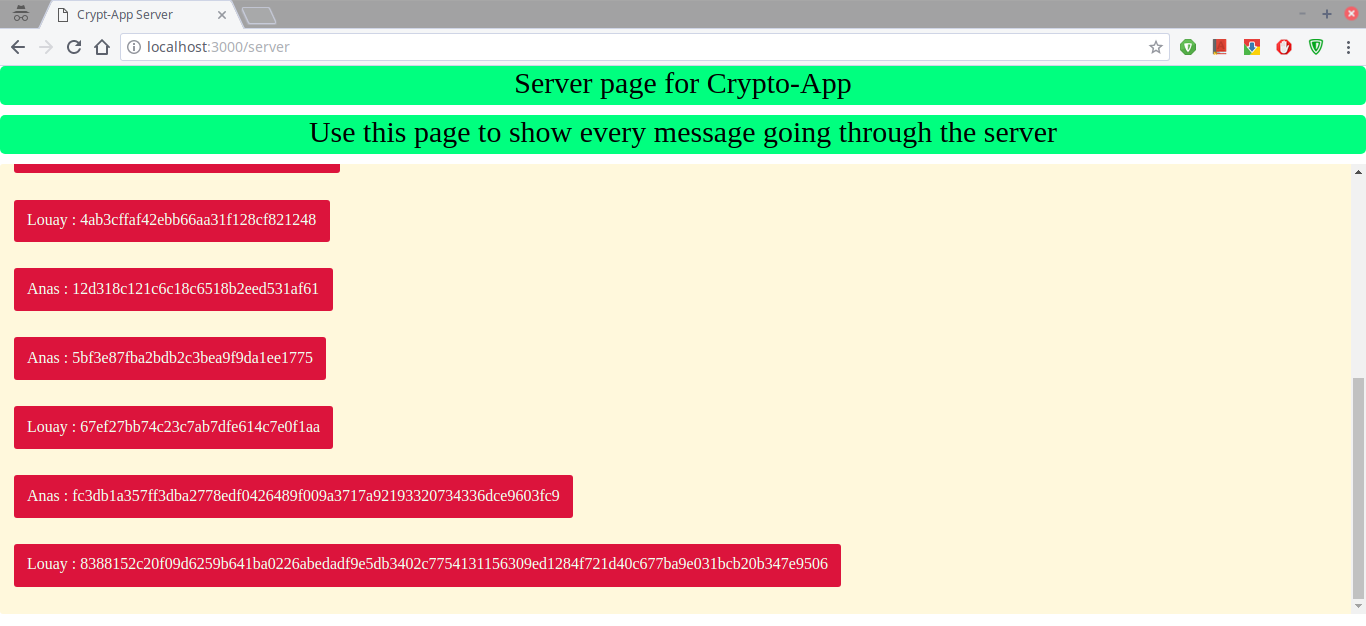 Crypt-App Server
localhost:3000/server
Server page for Crypto-App
Use this page to show every message going through the server
Louay : 4ab3cffaf42ebb66aa31f128cf821248
Anas : 12d318c121c6c18c6518b2eed531af61
Anas : 5bf3e87fba2bdb2c3bea9f9da1ee1775
Louay : 67ef27bb74c23c7ab7dfe614c7e0f1aa
Anas : fc3db1a357ff3dba2778edf0426489f009a3717a92193320734336dce9603fc9
Louay : 8388152c20f09d6259b641ba0226abedadf9e5db3402c7754131156309ed1284f721d40c677ba9e031bcb20b347e9506